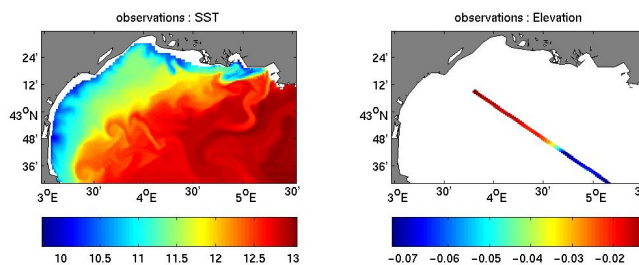 observations : SST
24'
12'
43°N
48'
36'
3°E
30'
4°E
30'
5°E
30'
10
10.5
11
11.5
12
12.5
13
observations : Elevation
24'
12'
43°N
48'
36'
3°E
30'
4°E
30'
5°E
30'
-0.07
-0.06
-0.05
-0.04
-0.03
-0.02